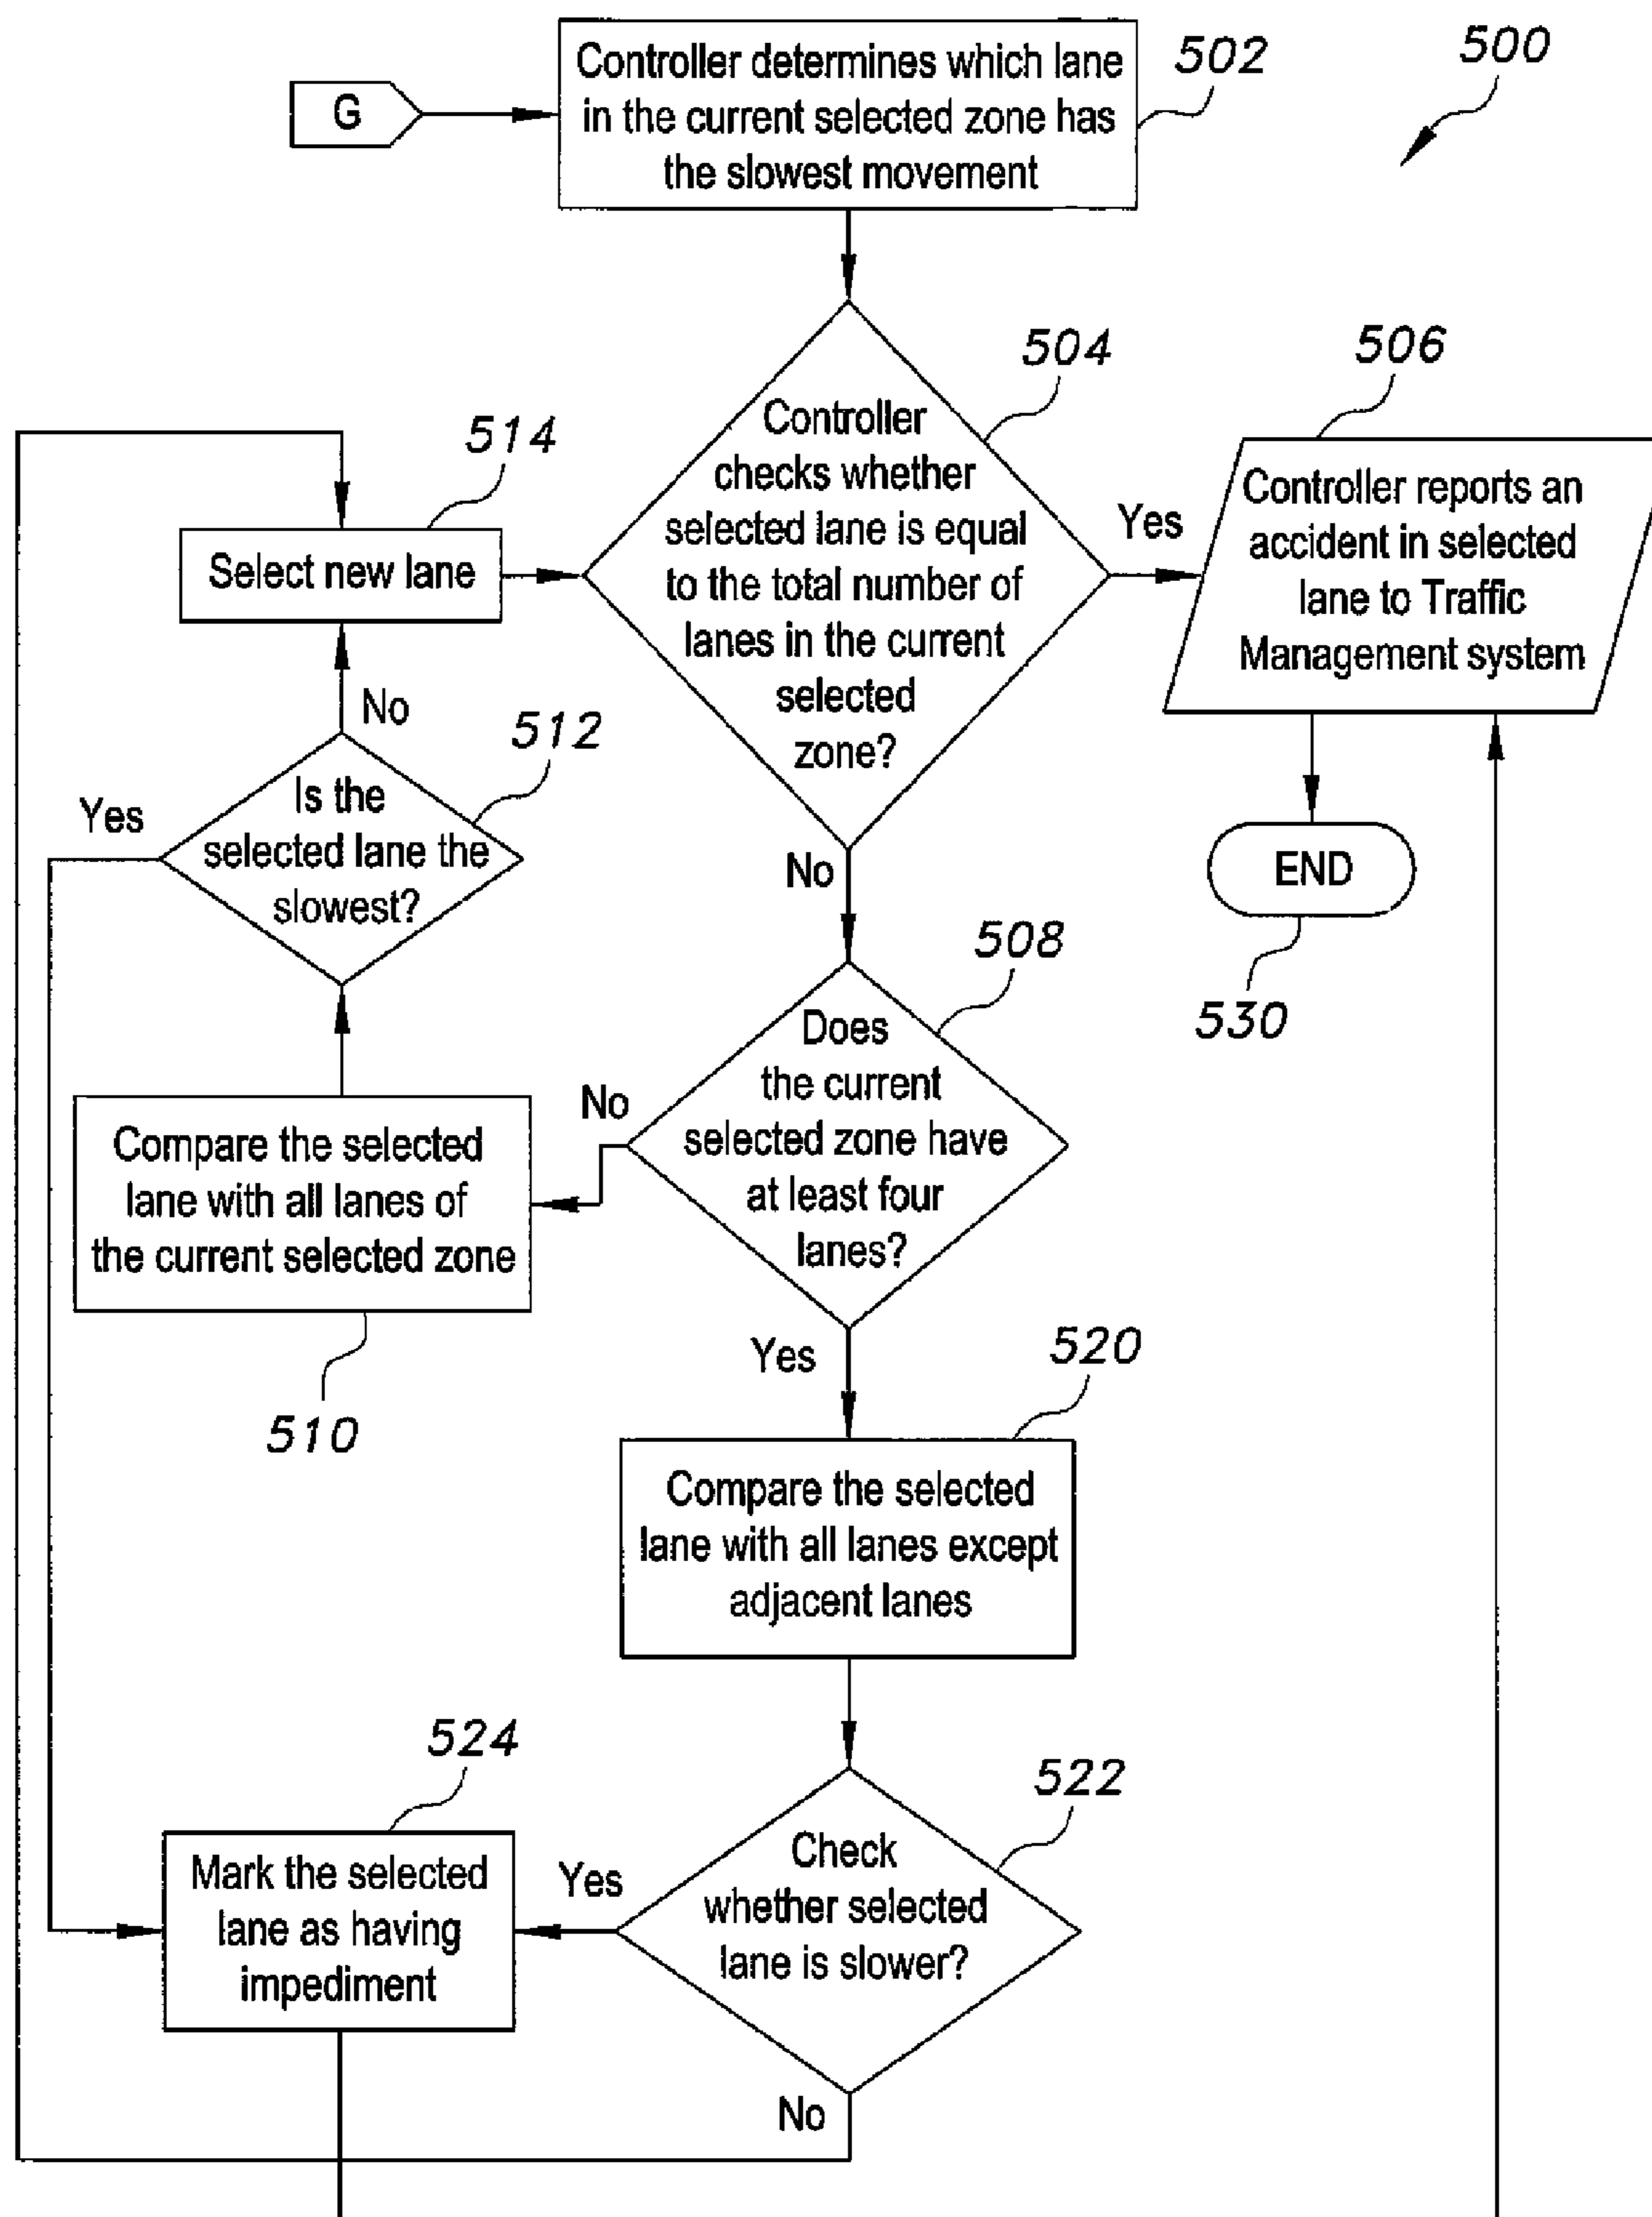 G
Controller determines which lane
in the current selected zone has
the slowest movement
502
500
504
506
514
Controller
checks whether
selected lane is equal
to the total number of
lanes in the current
selected
zone?
Yes
Controller reports an
accident in selected
lane to Traffic
Management system
Select new lane
No
512
Is the
selected lane the
slowest?
Yes
No
END
530
508
Does
the current
selected zone have
at least four
lanes?
No
Compare the selected
lane with all lanes of
the current selected zone
510
Yes
520
Compare the selected
lane with all lanes except
adjacent lanes
524
522
Check
whether selected
lane is slower?
Yes
Mark the selected
lane as having
impediment
No